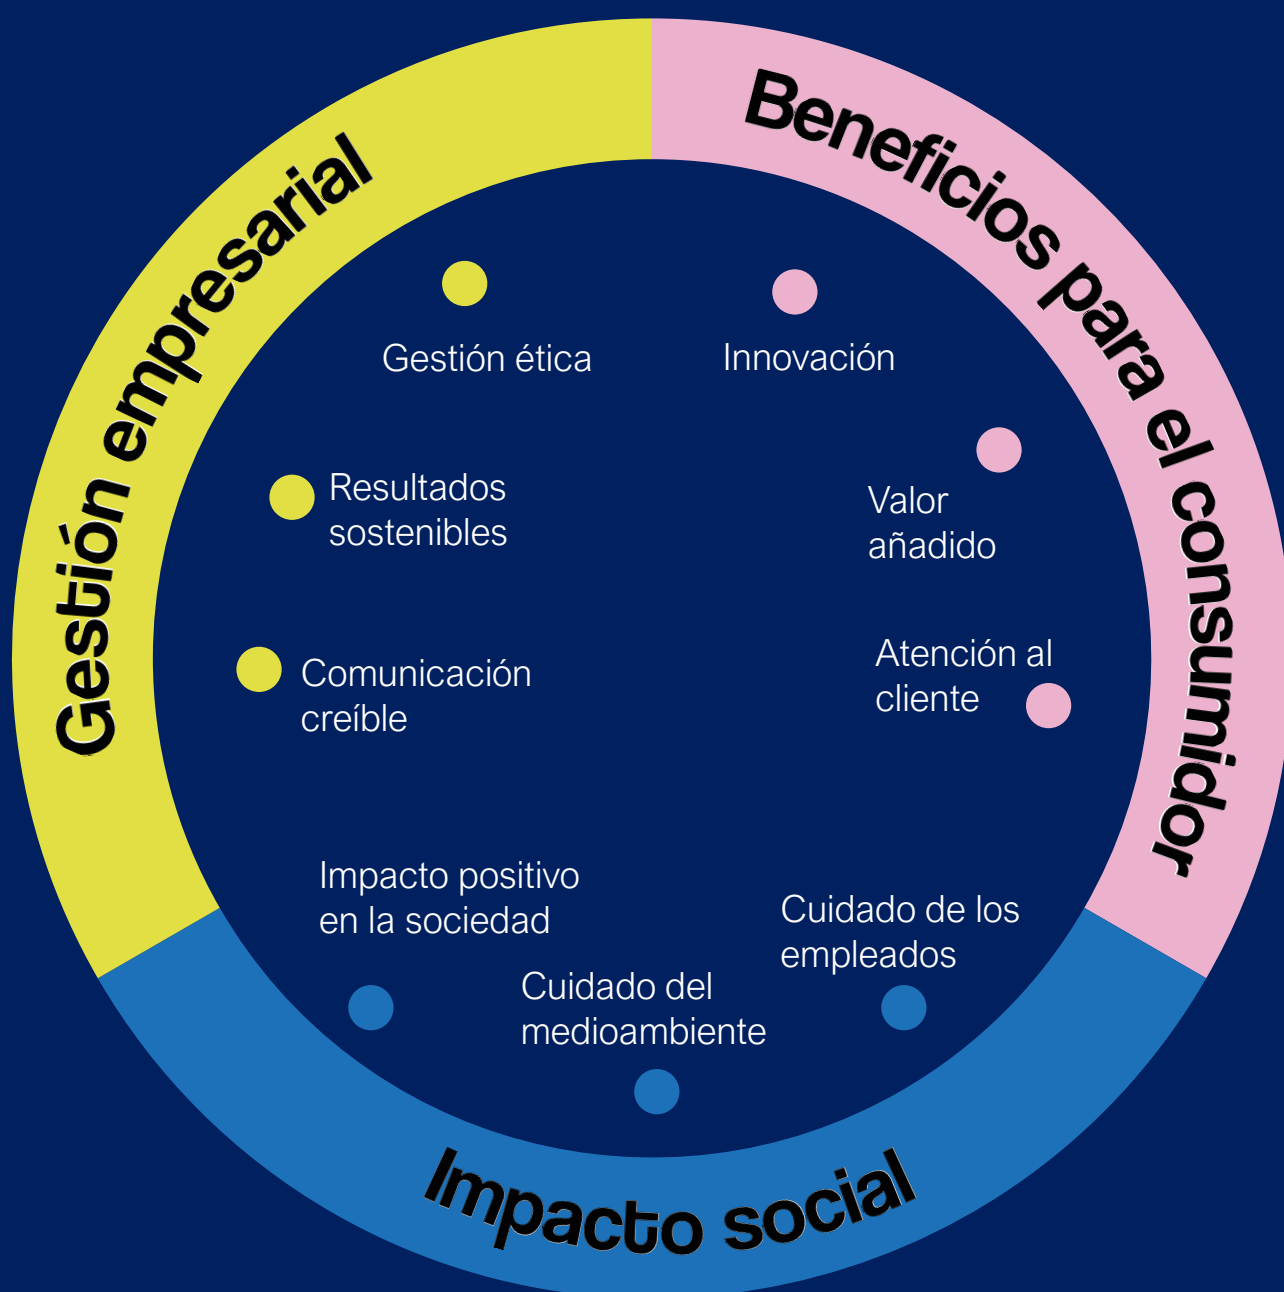 Gestión empresarial
Beneficios para el consumidor
Gestión ética
Innovación
Resultados
sostenibles
Valor
añadido
Comunicación
creíble
Atención al
cliente
Impacto positivo
en la sociedad
Cuidado de los
empleados
Cuidado del
medioambiente
Impacto social